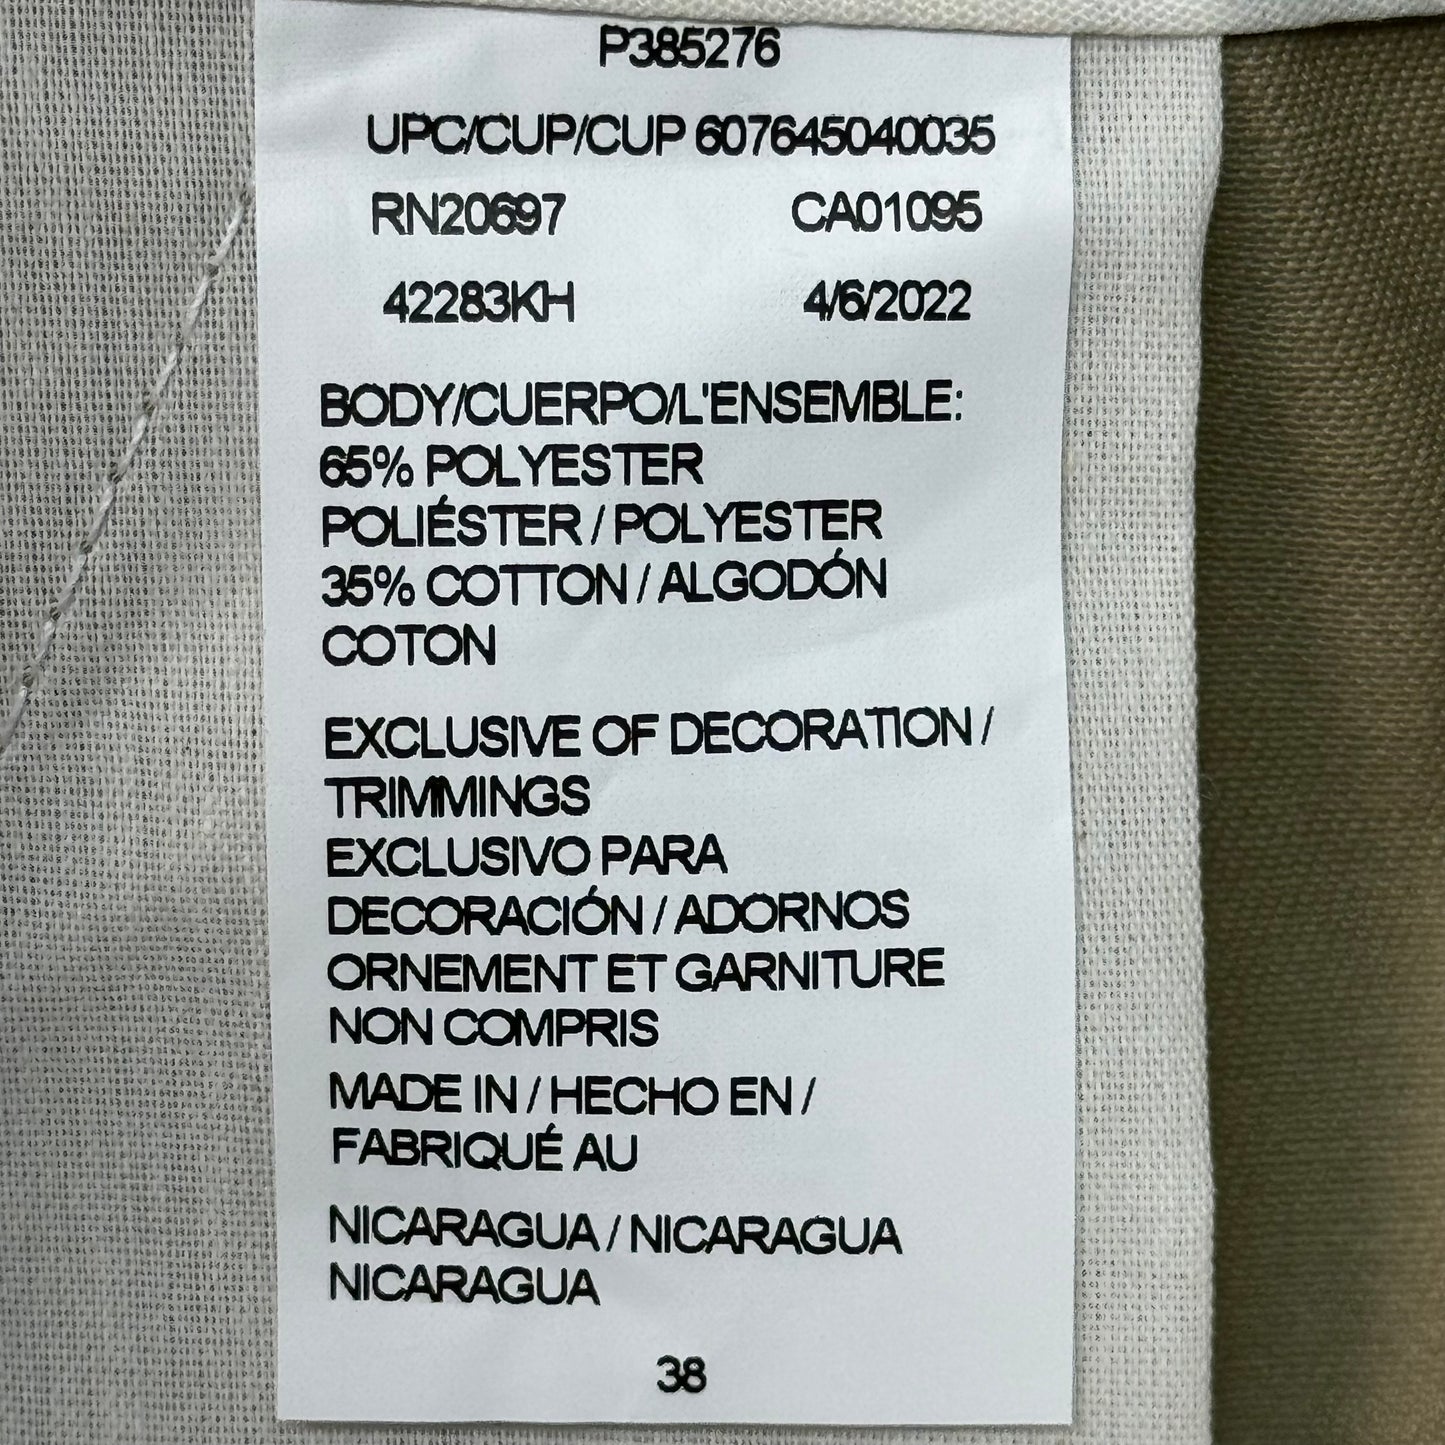 P385276
UPC/CUP/CUP 607645040035
RN20697 CA01095
42283KH 4/6/2022
BODY/CUERPO/L'ENSEMBLE:
65% POLYESTER
POLIÉSTER / POLYESTER
35% COTTON / ALGODÓN
COTON
EXCLUSIVE OF DECORATION /
TRIMMINGS
EXCLUSIVO PARA
DECORACIÓN / ADORNOS
ORNEMENT ET GARNITURE
NON COMPRIS
MADE IN / HECHO EN /
FABRIQUÉ AU
NICARAGUA / NICARAGUA
NICARAGUA
38